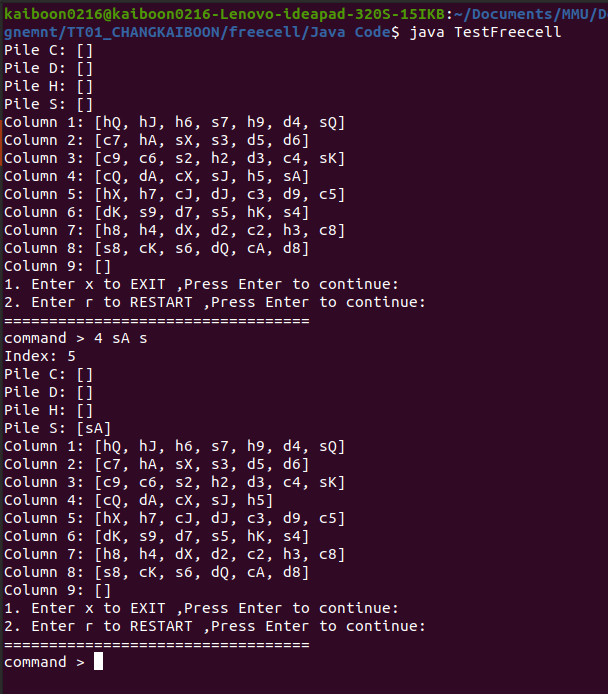 kaiboon0216@kaiboon0216-Lenovo-ideapad-320S-15IKB:~/Documents/MMU/D
gnemnt/TT01_CHANGKAIBOON/freecell/Java Code$ java TestFreecell
Pile C: []
Pile D: []
Pile H: []
Pile S: []
Column 1: [hQ, hJ, h6, s7, h9, d4, sQ]
Column 2: [c7, hA, sX, s3, d5, d6]
Column 3: [c9, c6, s2, h2, d3, c4, sK]
Column 4: [cQ, dA, cX, sJ, h5, sA]
Column 5: [hX, h7, cJ, dJ, c3, d9, c5]
Column 6: [dK, s9, d7, s5, hK, s4]
Column 7: [h8, h4, dX, d2, c2, h3, c8]
Column 8: [s8, cK, s6, dQ, cA, d8]
Column 9: []
1. Enter x to EXIT ,Press Enter to continue:
2. Enter r to RESTART ,Press Enter to continue:
==================================
command > 4 sA s
Index: 5
Pile C: []
Pile D: []
Pile H: []
Pile S: [sA]
Column 1: [hQ, hJ, h6, s7, h9, d4, sQ]
Column 2: [c7, hA, sX, s3, d5, d6]
Column 3: [c9, c6, s2, h2, d3, c4, sK]
Column 4: [cQ, dA, cX, sJ, h5]
Column 5: [hX, h7, cJ, dJ, c3, d9, c5]
Column 6: [dK, s9, d7, s5, hK, s4]
Column 7: [h8, h4, dX, d2, c2, h3, c8]
Column 8: [s8, cK, s6, dQ, cA, d8]
Column 9: []
1. Enter x to EXIT ,Press Enter to continue:
2. Enter r to RESTART ,Press Enter to continue:
==================================
command >